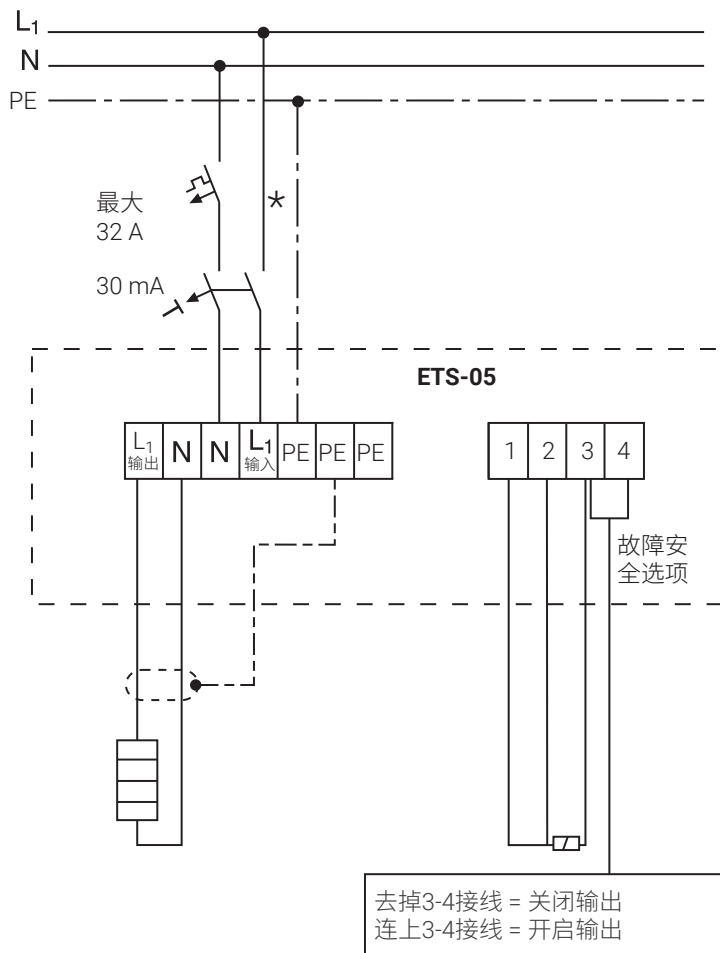 L₁
N
PE
最大
32 A
*
30 mA
ETS-05
L₁ 输出 N N L₁ 输入 PE PE PE
1 2 3 4
故障安
全选项
去掉3-4接线 = 关闭输出
连上3-4接线 = 开启输出